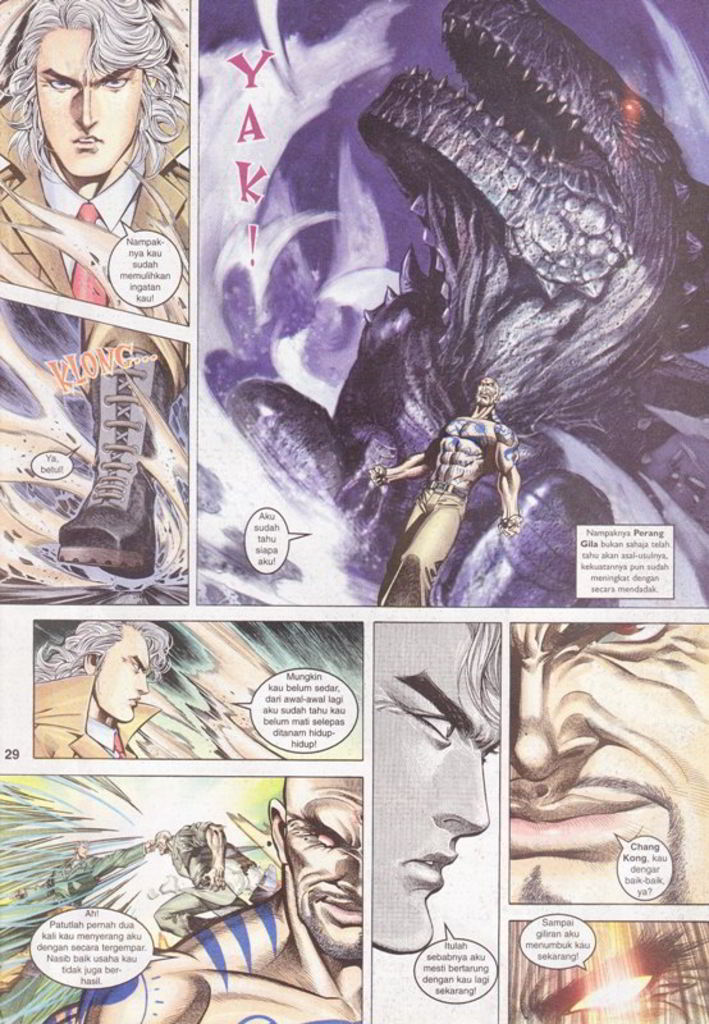 Nampak-
nya kau
sudah
memulihkan
ingatan
kau!
YAK!
KLONG...
Ya,
betul!
Aku
sudah
tahu
siapa
aku!
Nampaknya Perang
Gila bukan sahaja telah
tahu akan asal-usulnya,
kekuatannya pun sudah
meningkat dengan
secara mendadak.
Mungkin
kau belum sedar,
dari awal-awal lagi
aku sudah tahu kau
belum mati selepas
ditanam hidup-
hidup!
29
Ah!
Patutlah pernah dua
kali kau menyerang aku
dengan secara tergempar.
Nasib baik usaha kau
tidak juga ber-
hasil.
Itulah
sebabnya aku
mesti bertarung
dengan kau
sekarang!
Chang
Kong, kau
dengar
baik-baik,
ya?
Sampai
giliran aku
menumbuk kau
sekarang!